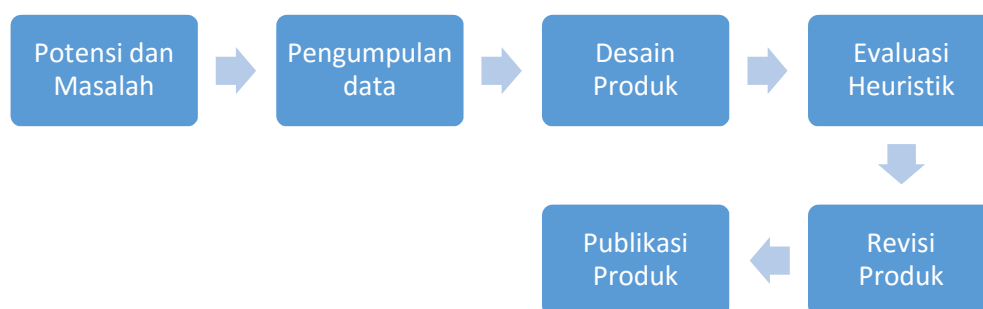 Potensi dan
Masalah
Pengumpulan
data
Desain
Produk
Evaluasi
Heuristik
Revisi
Produk
Publikasi
Produk